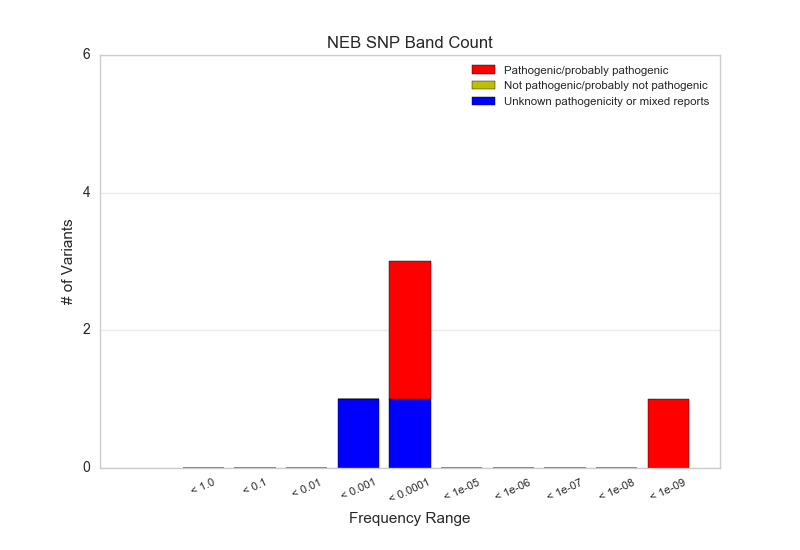 NEB SNP Band Count
Pathogenic/probably pathogenic
Not pathogenic/probably not pathogenic
Unknown pathogenicity or mixed reports
6
4
2
0
# of Variants
< 1.0
< 0.1
< 0.01
< 0.001
< 0.0001
< 1e-05
< 1e-06
< 1e-07
< 1e-08
< 1e-09
Frequency Range